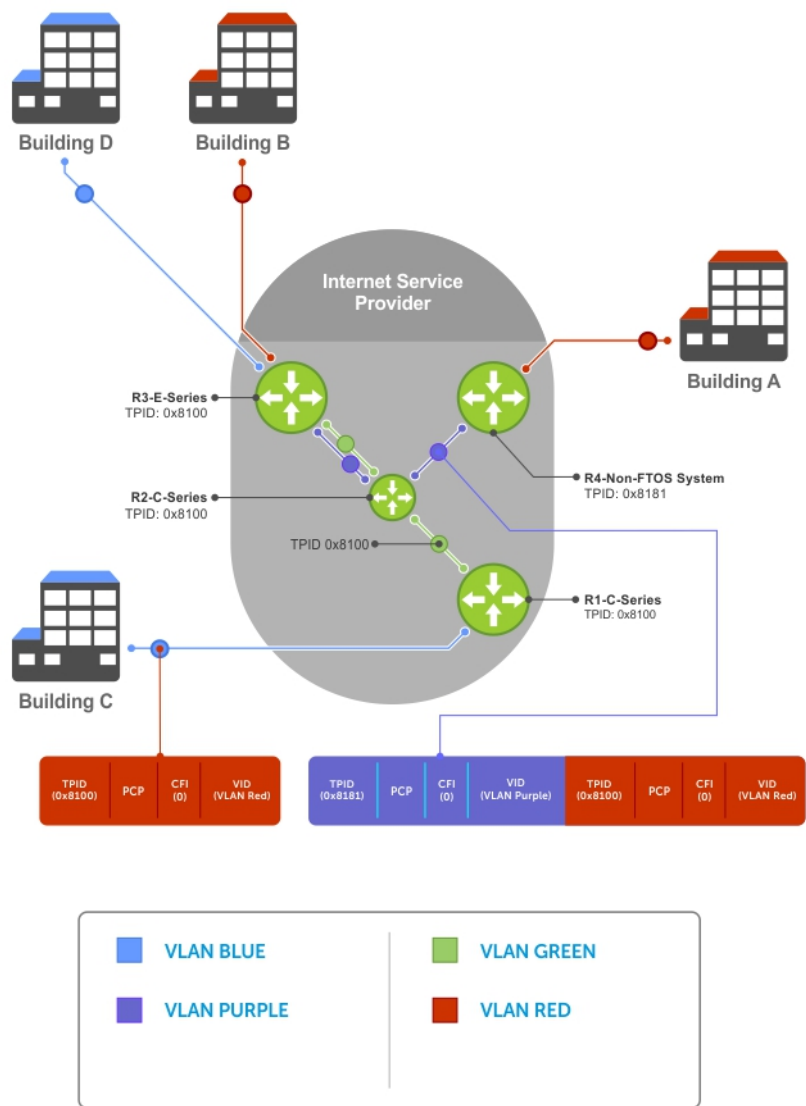 Building D
Building B
Internet Service
Provider
Building A
R3-E-Series
TPID: 0x8100
R4-Non-FTOS System
TPID: 0x8181
R2-C-Series
TPID: 0x8100
TPID 0x8100
R1-C-Series
TPID: 0x8100
Building C
TPID
(0x8100)
PCP
CFI
(0)
VID
(VLAN Red)
TPID
(0x8181)
PCP
CFI
(0)
VID
(VLAN Purple)
TPID
(0x8100)
PCP
CFI
(0)
VID
(VLAN Red)
VLAN BLUE
VLAN GREEN
VLAN PURPLE
VLAN RED